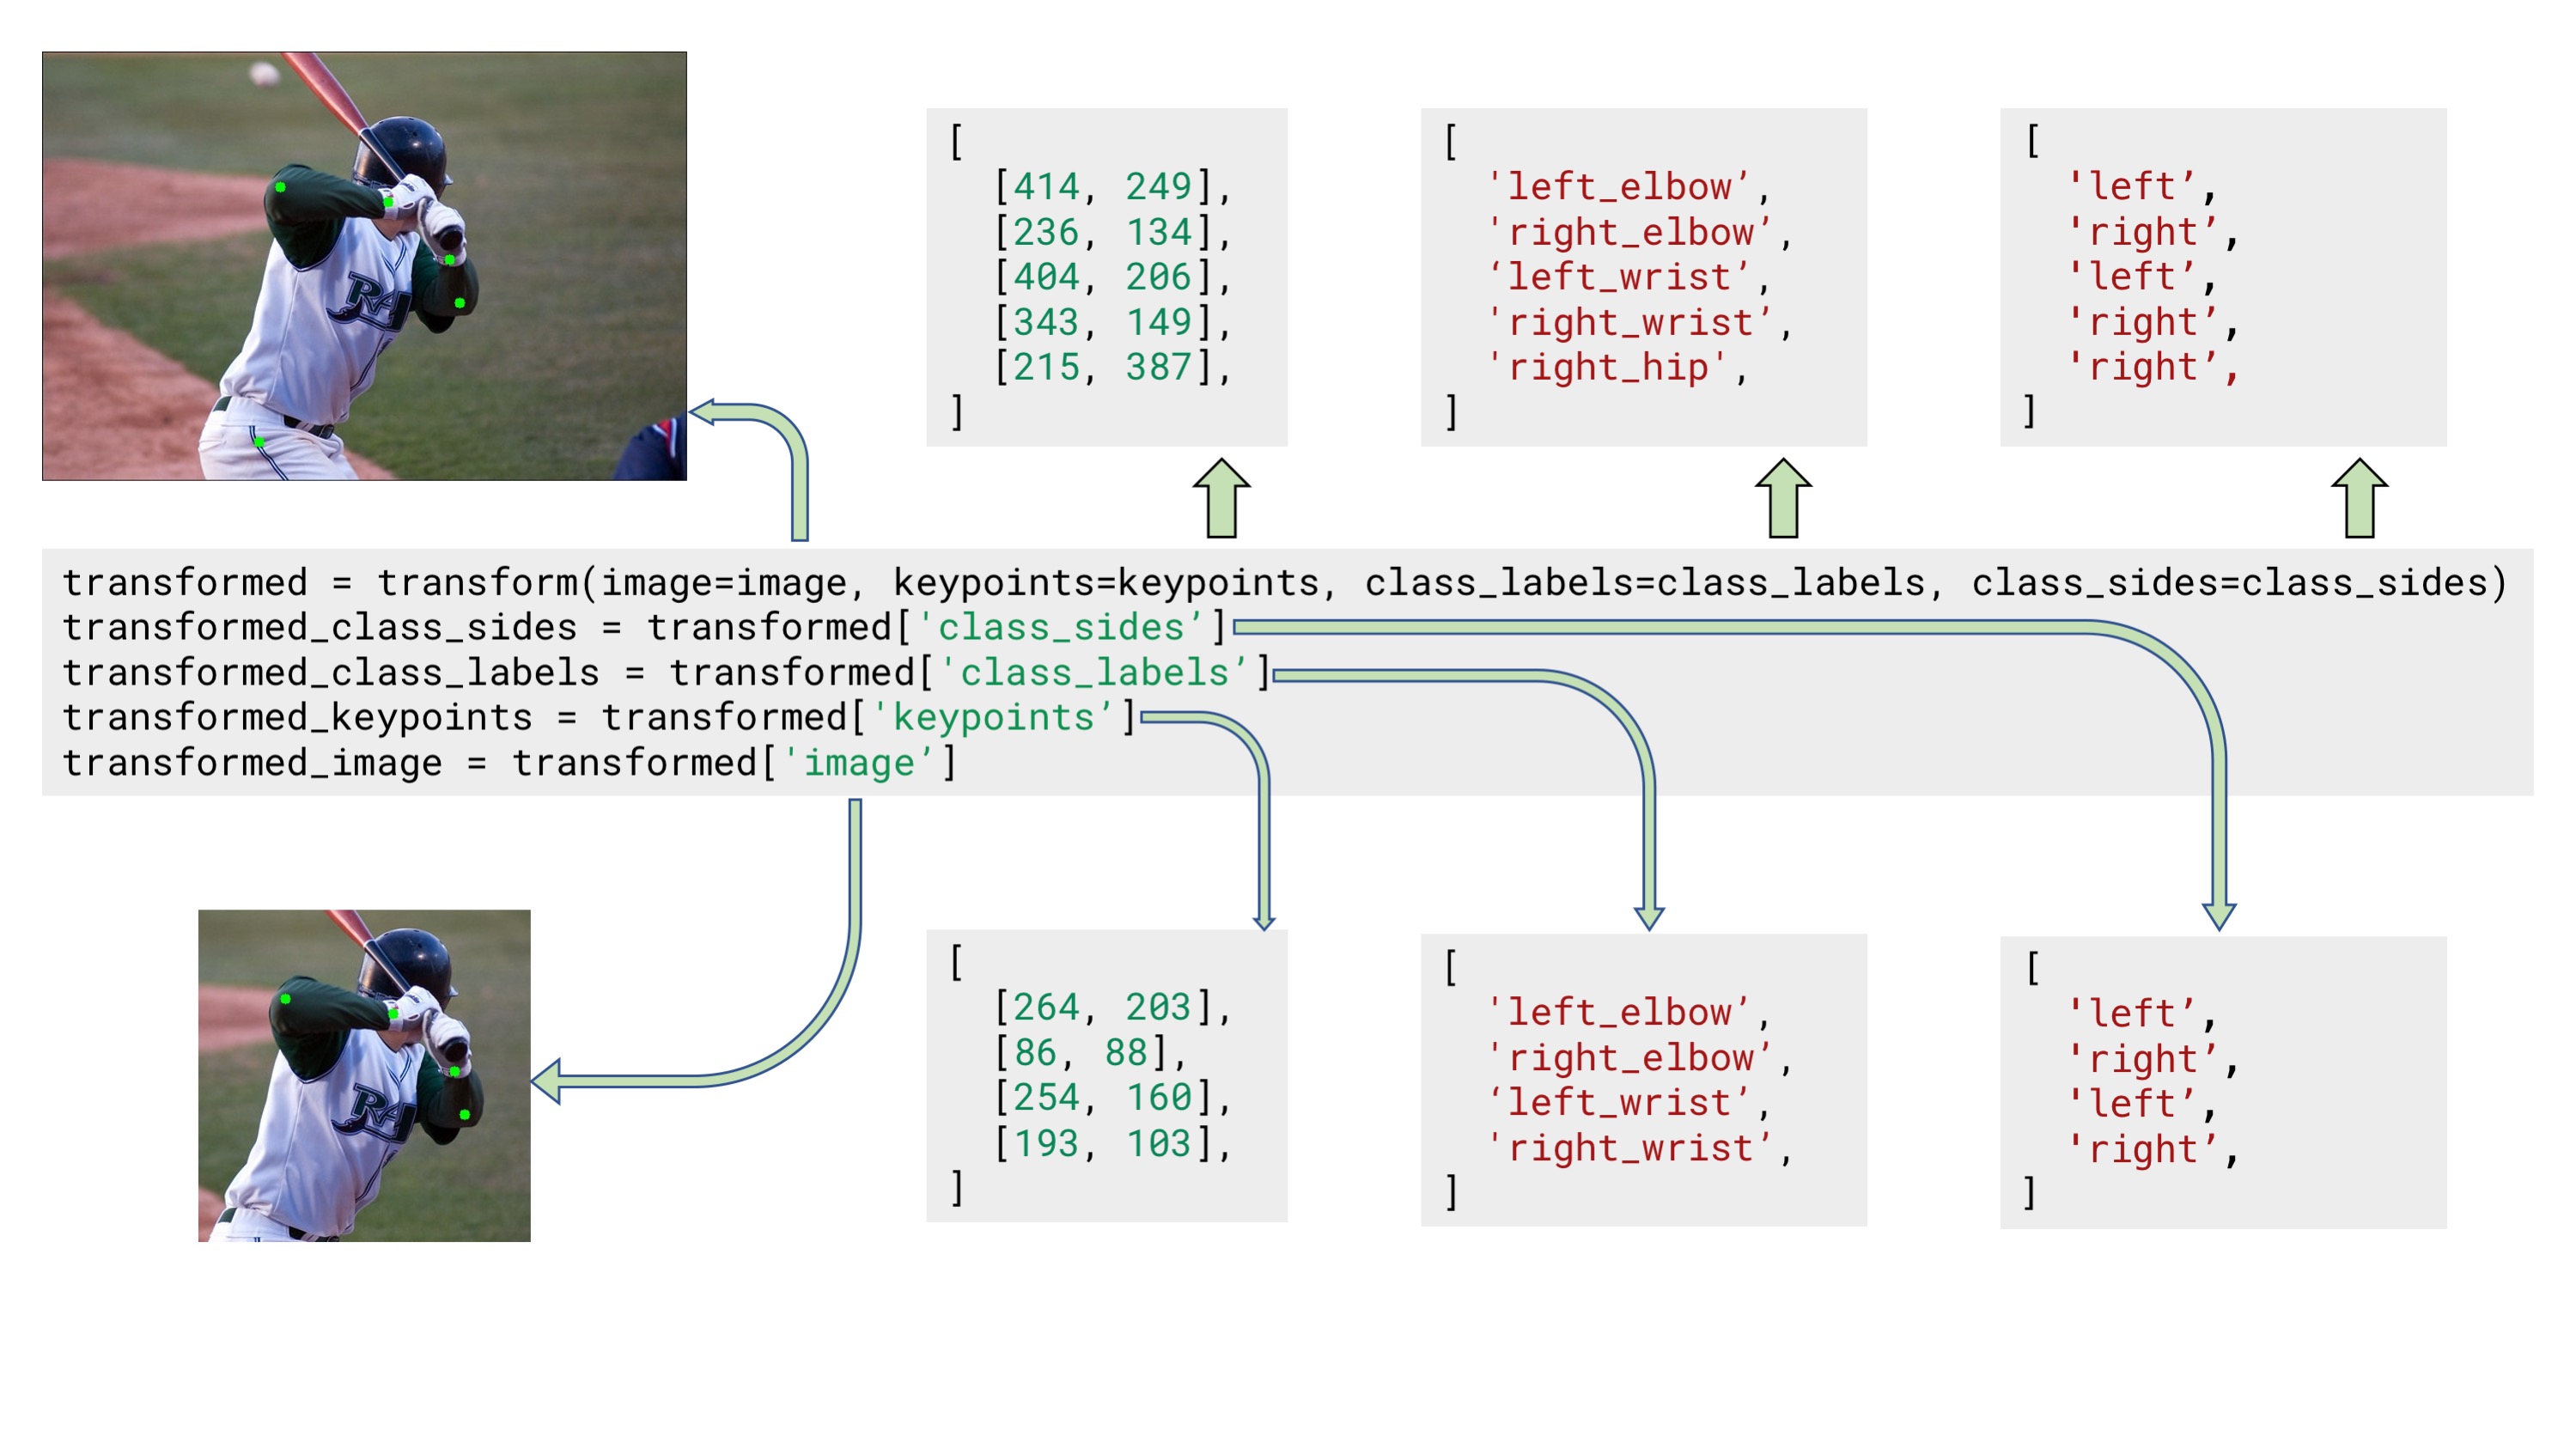 [
[414, 249],
[236, 134],
[404, 206],
[343, 149],
[215, 387],
]
[
'left_elbow’,
'right_elbow’,
‘left_wrist’,
'right_wrist’,
'right_hip',
]
[
'left’,
'right’,
'left’,
'right’,
'right’,
]
transformed = transform(image=image, keypoints=keypoints, class_labels=class_labels, class_sides=class_sides)
transformed_class_sides = transformed['class_sides’]
transformed_class_labels = transformed['class_labels’]
transformed_keypoints = transformed['keypoints’]
transformed_image = transformed['image’]
[
[264, 203],
[86, 88],
[254, 160],
[193, 103],
]
[
'left_elbow’,
'right_elbow’,
‘left_wrist’,
'right_wrist’,
]
[
'left’,
'right’,
'left’,
'right’,
]